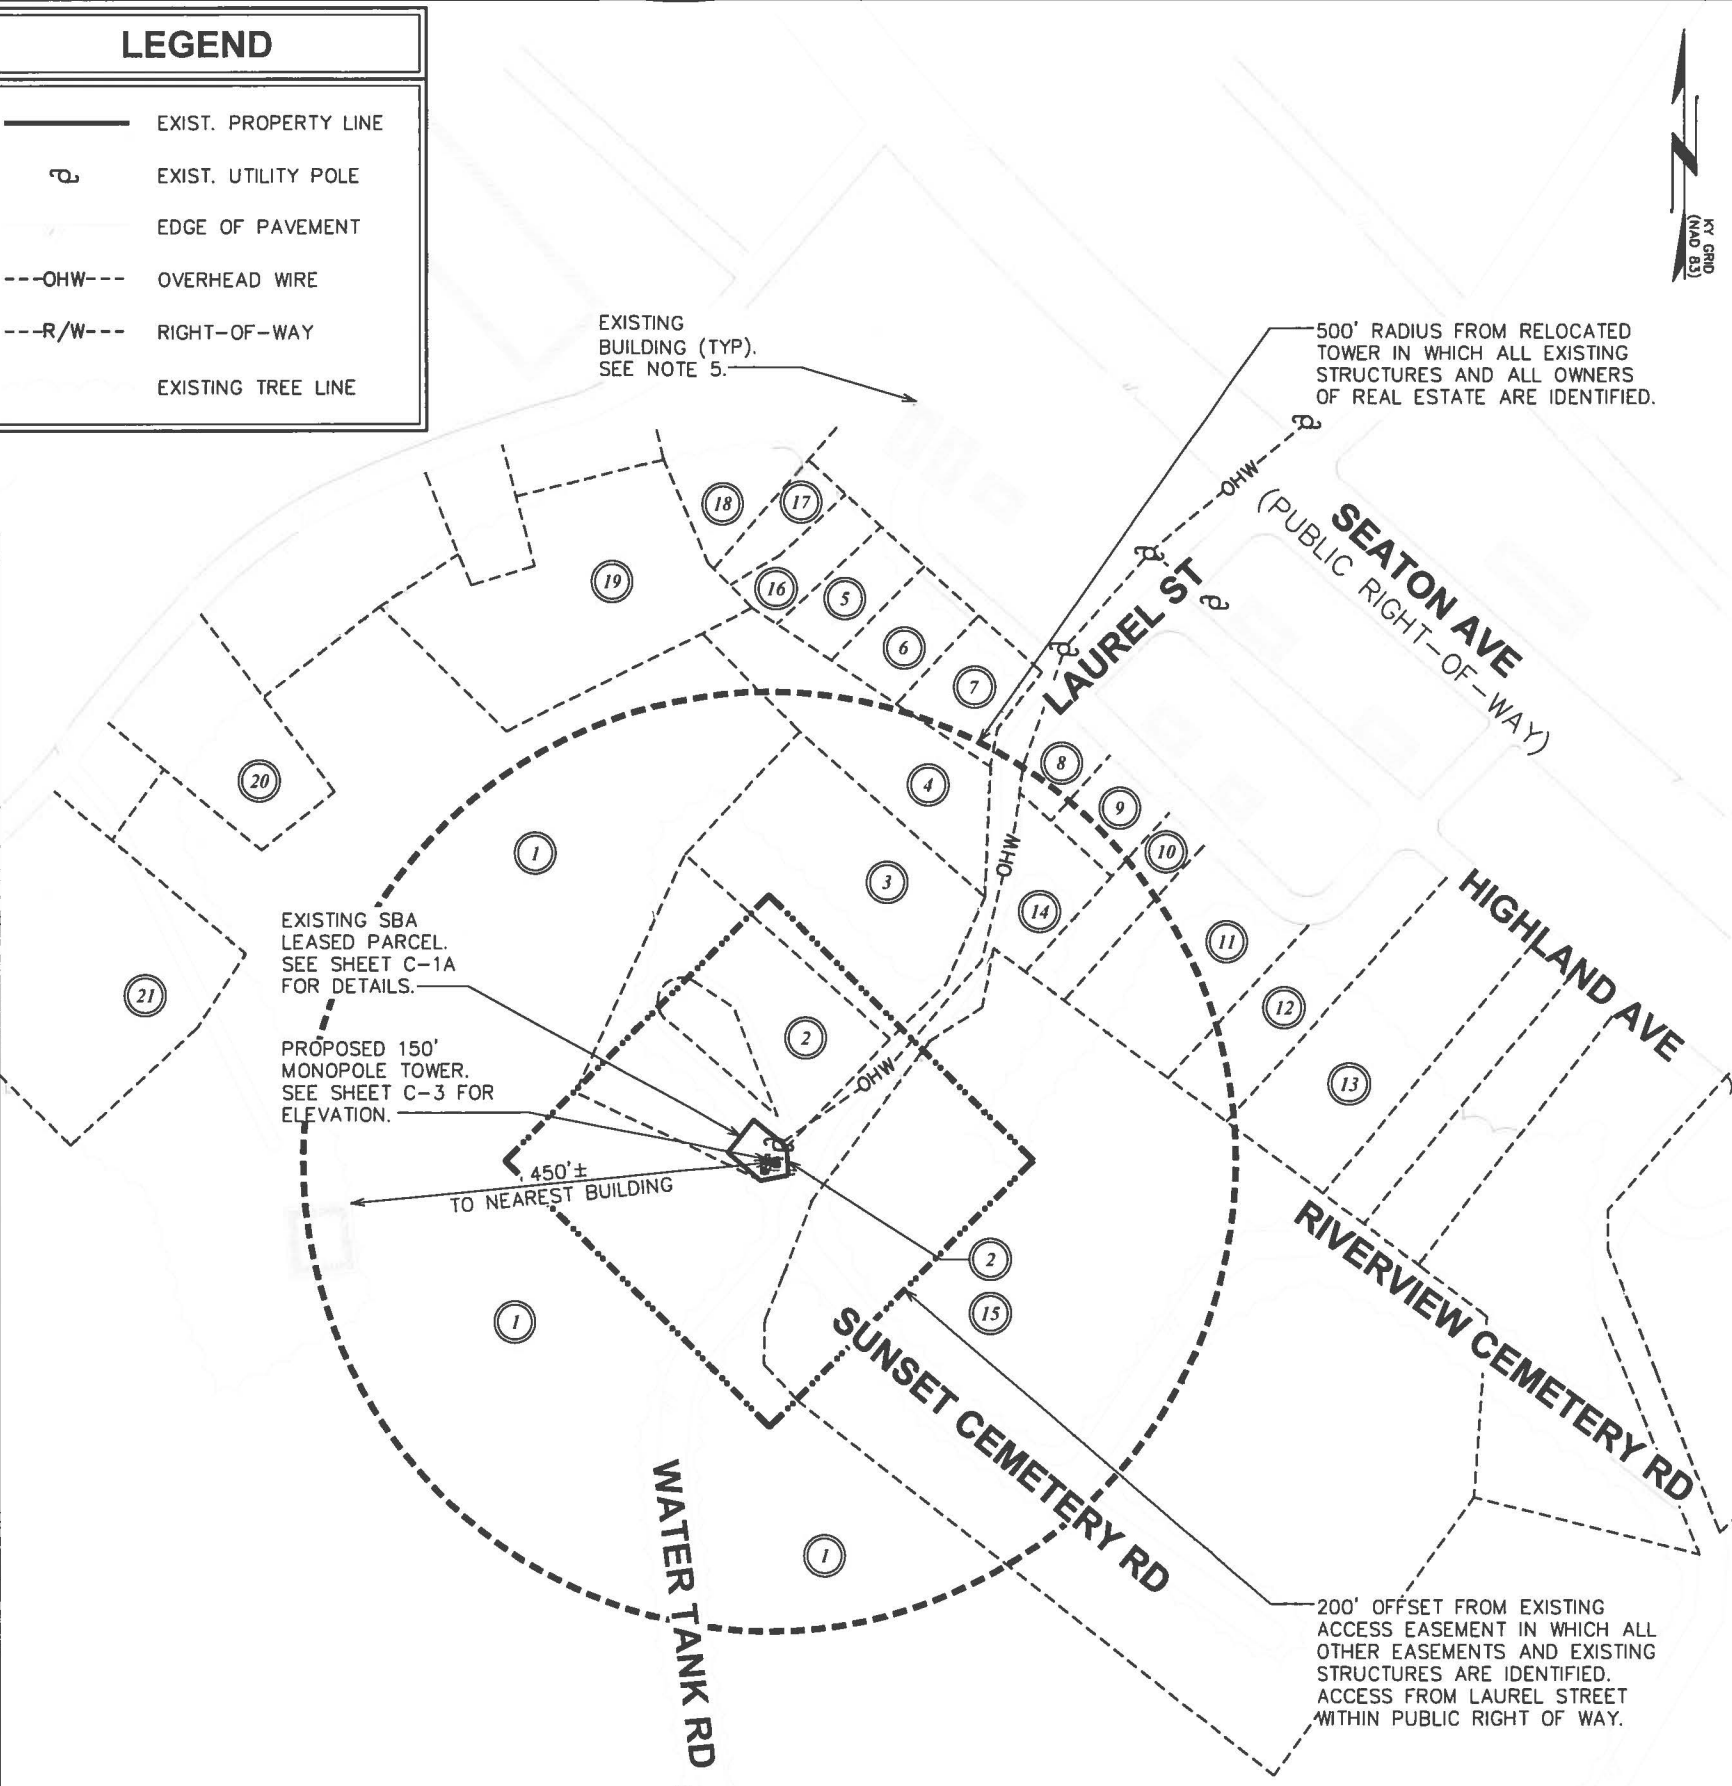 LEGEND
EXIST. PROPERTY LINE
EXIST. UTILITY POLE
EDGE OF PAVEMENT
---OHW---
OVERHEAD WIRE
---R/W---
RIGHT-OF-WAY
EXISTING TREE LINE
KY GRID
(NAD 83)
EXISTING
BUILDING (TYP).
SEE NOTE 5.
500' RADIUS FROM RELOCATED
TOWER IN WHICH ALL EXISTING
STRUCTURES AND ALL OWNERS
OF REAL ESTATE ARE IDENTIFIED.
OHW
SEATON AVE
(PUBLIC RIGHT-OF-WAY)
LAUREL ST
18
17
19
16
5
6
7
20
8
4
9
1
10
3
OHW
14
HIGHLAND AVE
11
EXISTING SBA
LEASED PARCEL.
SEE SHEET C-1A
FOR DETAILS.
21
12
2
PROPOSED 150'
MONOPOLE TOWER.
SEE SHEET C-3 FOR
ELEVATION.
OHW
13
450'±
TO NEAREST BUILDING
2
15
1
RIVERVIEW CEMETERY RD
SUNSET CEMETERY RD
WATER TANK RD
1
200' OFFSET FROM EXISTING
ACCESS EASEMENT IN WHICH ALL
OTHER EASEMENTS AND EXISTING
STRUCTURES ARE IDENTIFIED.
ACCESS FROM LAUREL STREET
WITHIN PUBLIC RIGHT OF WAY.